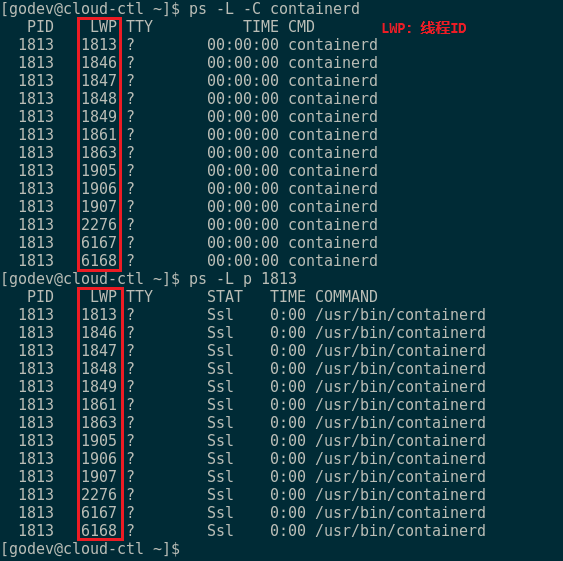 [godev@cloud-ctl ~]$ ps -L -C containerd
PID LWP TTY TIME CMD LWP: 线程ID
1813 1813 ? 00:00:00 containerd
1813 1846 ? 00:00:00 containerd
1813 1847 ? 00:00:00 containerd
1813 1848 ? 00:00:00 containerd
1813 1849 ? 00:00:00 containerd
1813 1861 ? 00:00:00 containerd
1813 1863 ? 00:00:00 containerd
1813 1905 ? 00:00:00 containerd
1813 1906 ? 00:00:00 containerd
1813 1907 ? 00:00:00 containerd
1813 2276 ? 00:00:00 containerd
1813 6167 ? 00:00:00 containerd
1813 6168 ? 00:00:00 containerd
[godev@cloud-ctl ~]$ ps -L p 1813
PID LWP TTY STAT TIME COMMAND
1813 1813 ? Ssl 0:00 /usr/bin/containerd
1813 1846 ? Ssl 0:00 /usr/bin/containerd
1813 1847 ? Ssl 0:00 /usr/bin/containerd
1813 1848 ? Ssl 0:00 /usr/bin/containerd
1813 1849 ? Ssl 0:00 /usr/bin/containerd
1813 1861 ? Ssl 0:00 /usr/bin/containerd
1813 1863 ? Ssl 0:00 /usr/bin/containerd
1813 1905 ? Ssl 0:00 /usr/bin/containerd
1813 1906 ? Ssl 0:00 /usr/bin/containerd
1813 1907 ? Ssl 0:00 /usr/bin/containerd
1813 2276 ? Ssl 0:00 /usr/bin/containerd
1813 6167 ? Ssl 0:00 /usr/bin/containerd
1813 6168 ? Ssl 0:00 /usr/bin/containerd
[godev@cloud-ctl ~]$